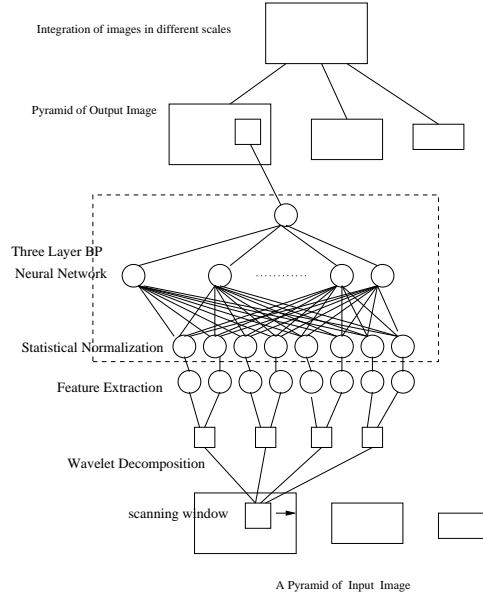 Integration of images in different scales
Pyramid of Output Image
Three Layer BP
Neural Network
Statistical Normalization
Feature Extraction
Wavelet Decomposition
scanning window
A Pyramid of Input Image